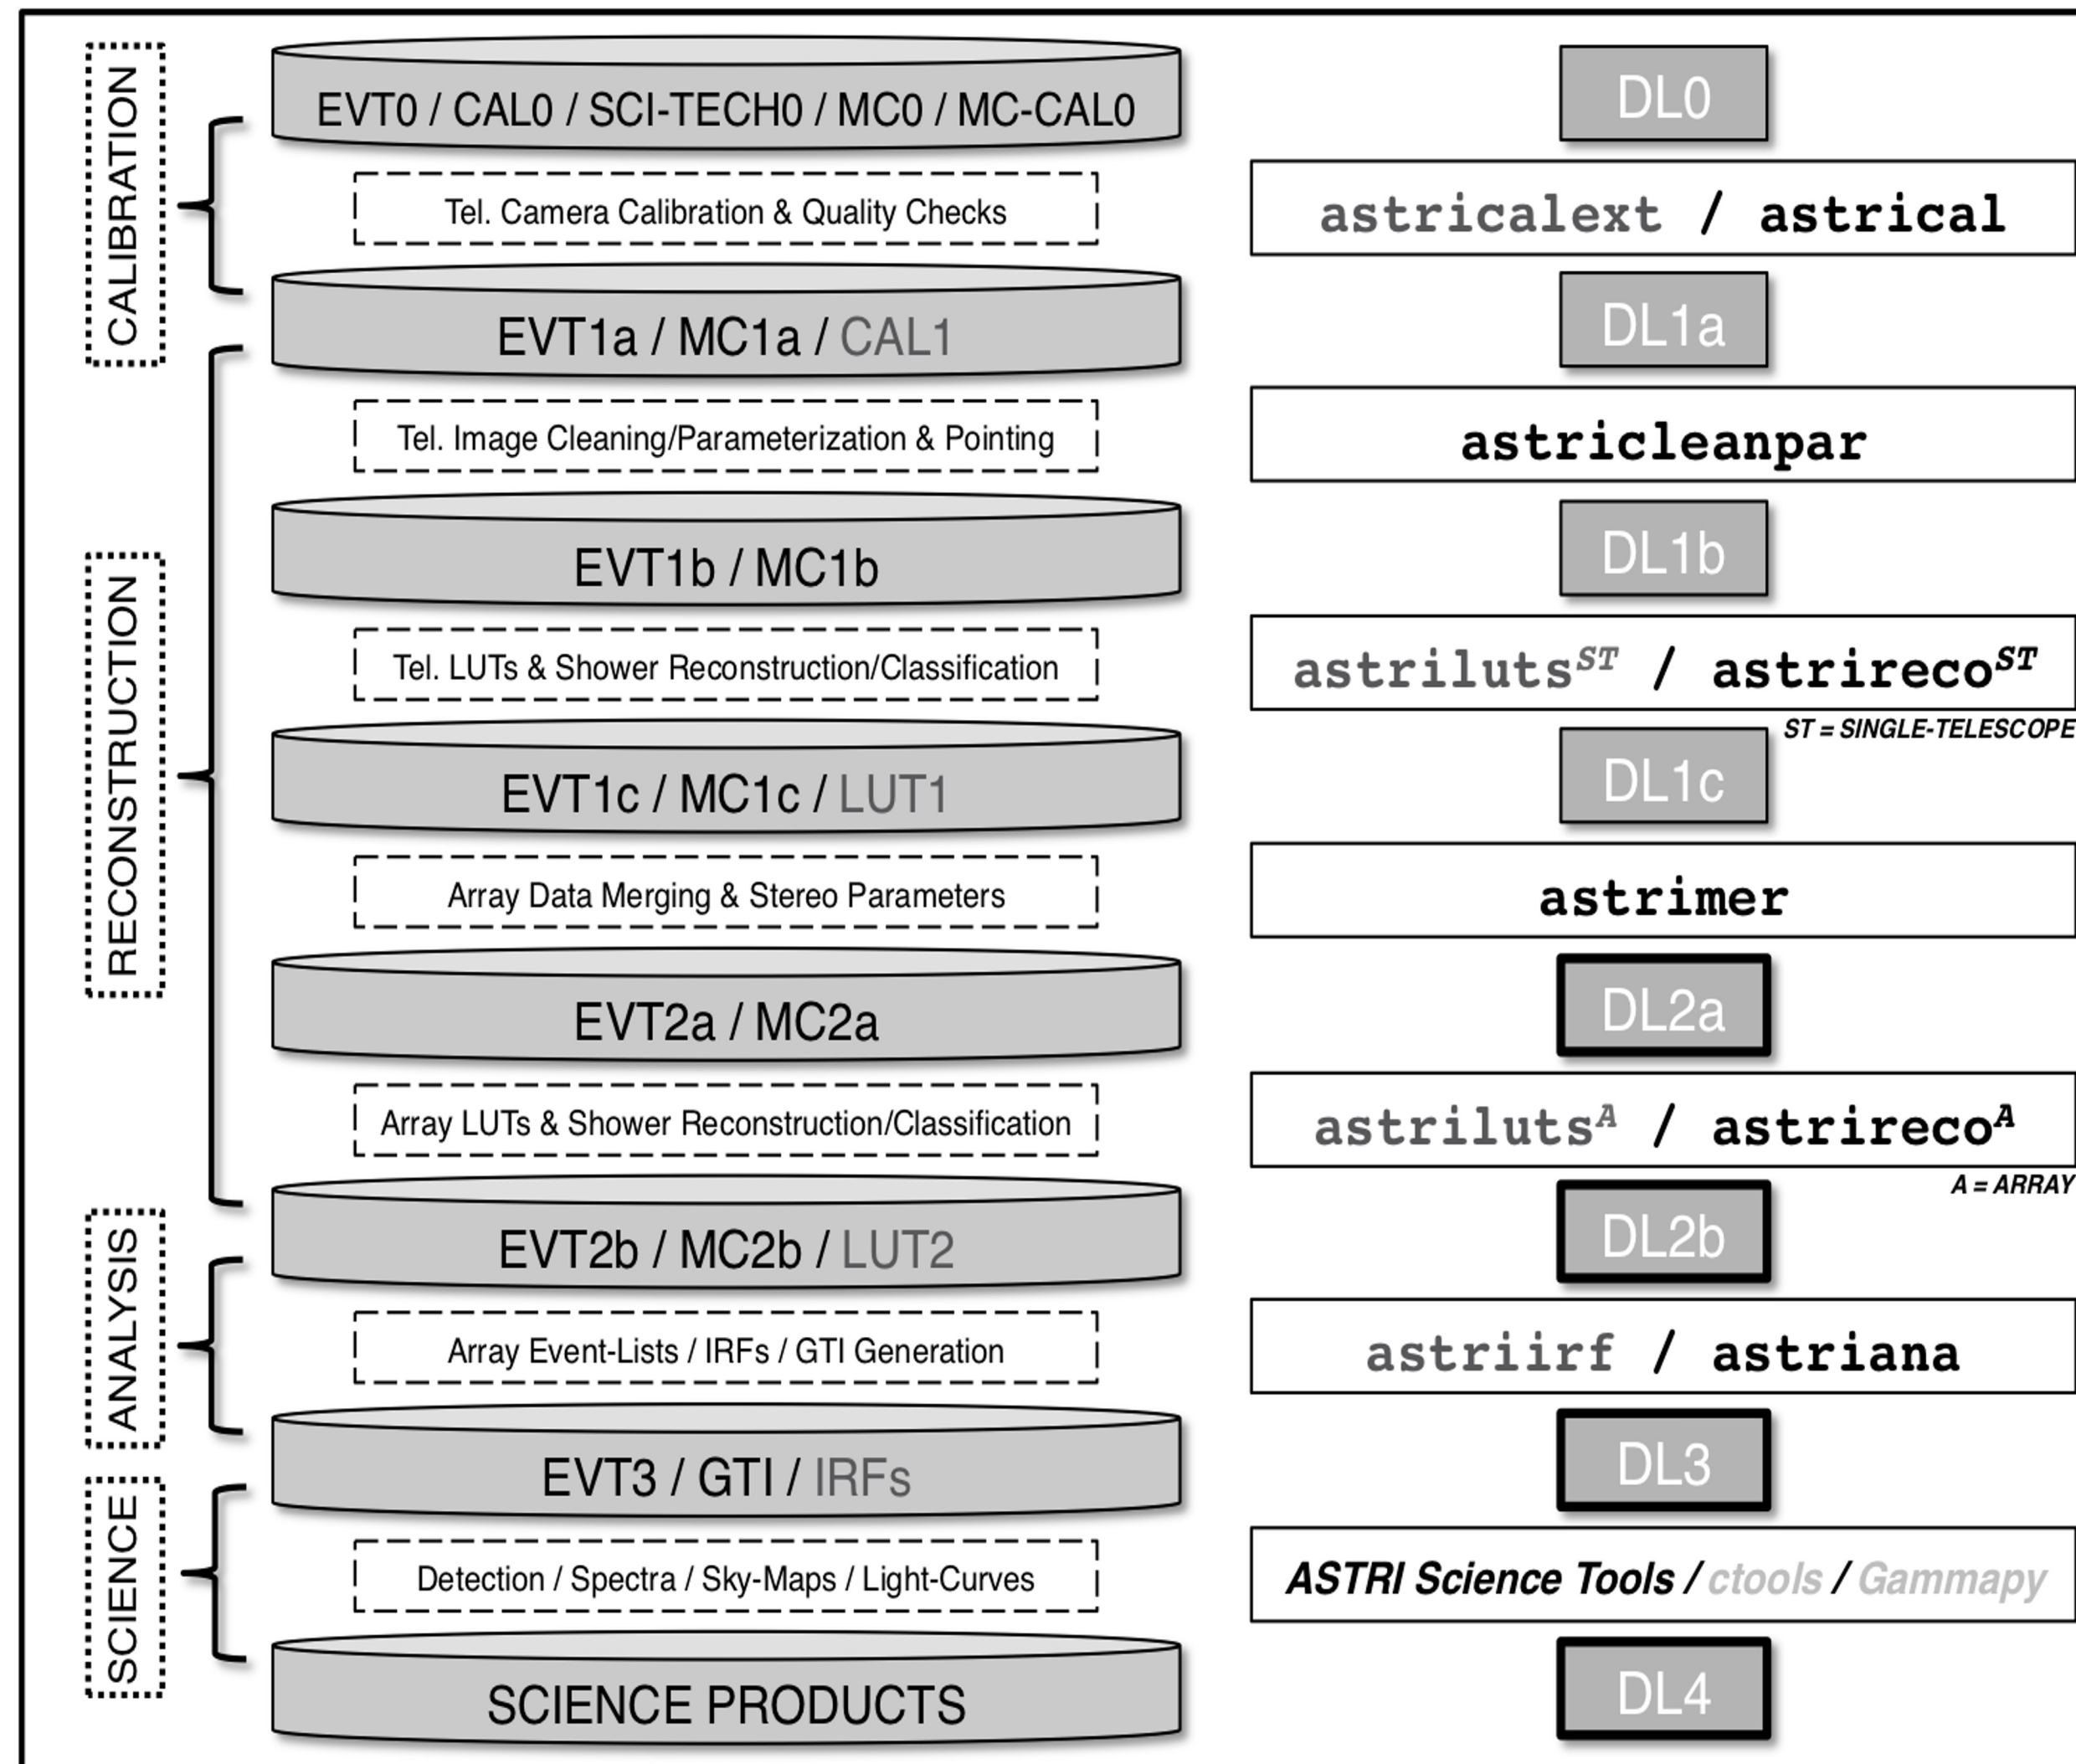 CALIBRATION
EVT0 / CAL0 / SCI-TECH0 / MC0 / MC-CAL0
DL0
Tel. Camera Calibration & Quality Checks
astricalext / astrical
EVT1a / MC1a / CAL1
DL1a
RECONSTRUCTION
Tel. Image Cleaning/Parameterization & Pointing
astricleanpar
EVT1b / MC1b
DL1b
Tel. LUTs & Shower Reconstruction/Classification
astriluts^ST / astrireco^ST
ST = SINGLE-TELESCOPE
EVT1c / MC1c / LUT1
DL1c
Array Data Merging & Stereo Parameters
astrimer
EVT2a / MC2a
DL2a
Array LUTs & Shower Reconstruction/Classification
astriluts^A / astrireco^A
A = ARRAY
EVT2b / MC2b / LUT2
DL2b
ANALYSIS
Array Event-Lists / IRFs / GTI Generation
astriirf / astriana
EVT3 / GTI / IRFs
DL3
SCIENCE
Detection / Spectra / Sky-Maps / Light-Curves
ASTRI Science Tools / ctools / Gammapy
SCIENCE PRODUCTS
DL4